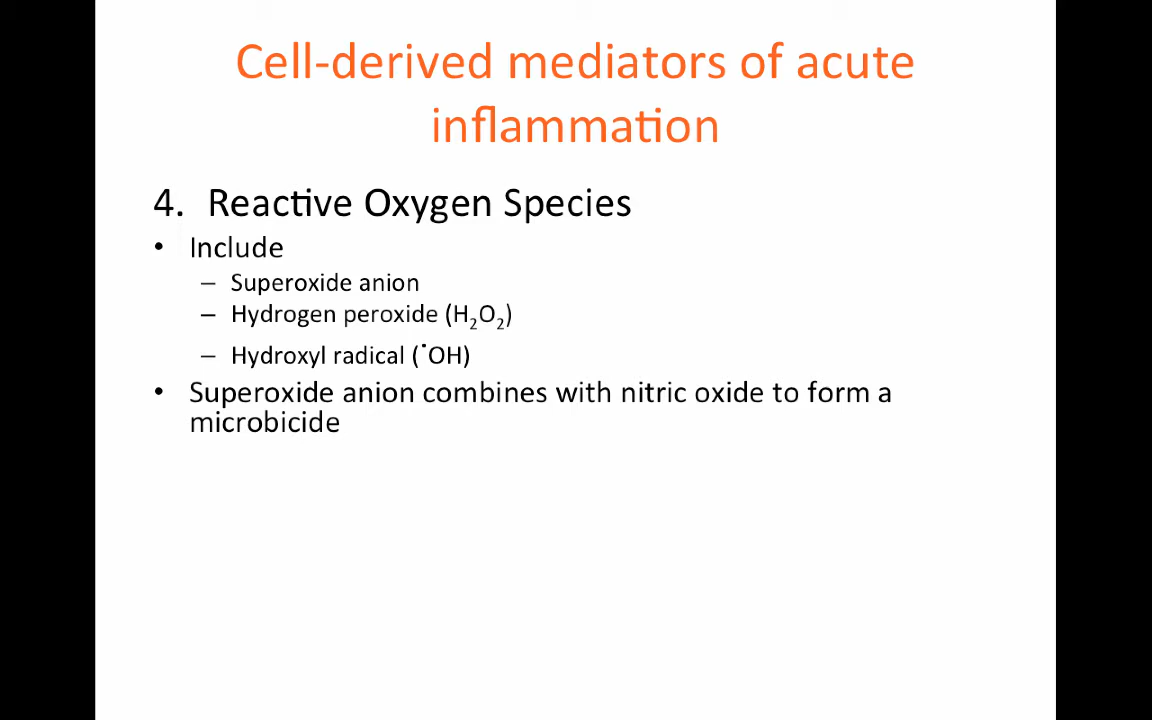 Cell-derived mediators of acute
inflammation
4. Reactive Oxygen Species
• Include
– Superoxide anion
– Hydrogen peroxide (H₂O₂)
– Hydroxyl radical (˙OH)
• Superoxide anion combines with nitric oxide to form a
microbicide